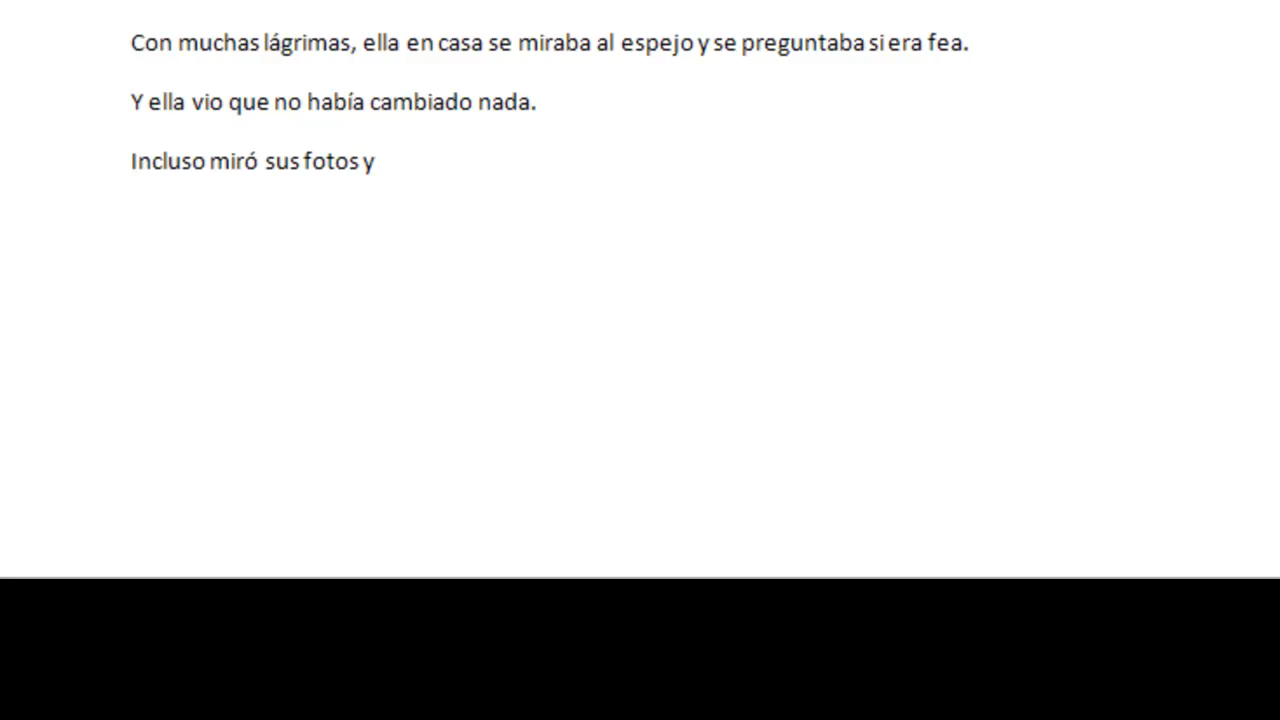 Con muchas lágrimas, ella en casa se miraba al espejo y se preguntaba si era fea.
Y ella vio que no había cambiado nada.
Incluso miró sus fotos y